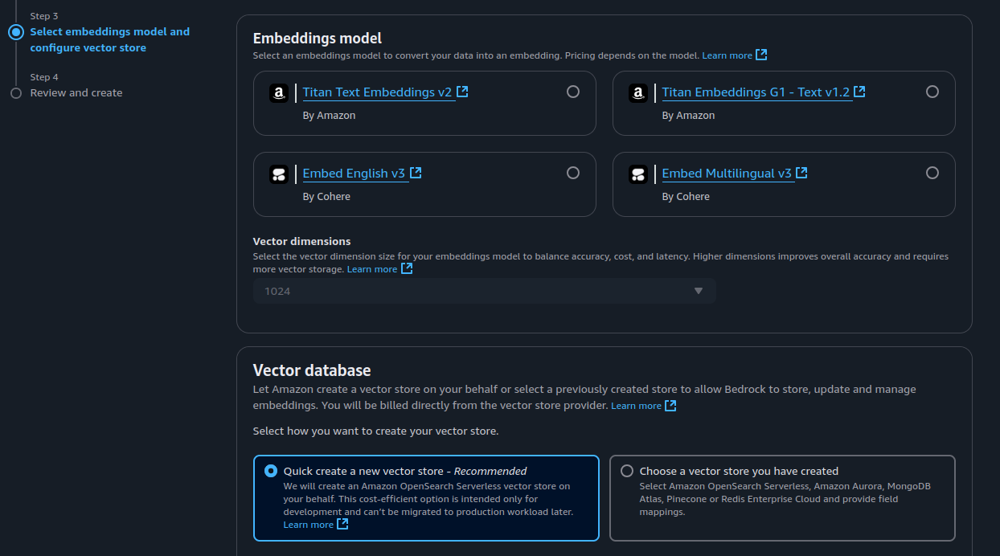 Step 3
Select embeddings model and
configure vector store
Step 4
Review and create
Embeddings model
Select an embeddings model to convert your data into an embedding. Pricing depends on the model. Learn more
Titan Text Embeddings v2
By Amazon
Titan Embeddings G1 - Text v1.2
By Amazon
Embed English v3
By Cohere
Embed Multilingual v3
By Cohere
Vector dimensions
Select the vector dimension size for your embeddings model to balance accuracy, cost, and latency. Higher dimensions improves overall accuracy and requires
more vector storage. Learn more
1024
Vector database
Let Amazon create a vector store on your behalf or select a previously created store to allow Bedrock to store, update and manage
embeddings. You will be billed directly from the vector store provider. Learn more
Select how you want to create your vector store.
Quick create a new vector store - Recommended
We will create an Amazon OpenSearch Serverless vector store on
your behalf. This cost-efficient option is intended only for
development and can't be migrated to production workload later.
Learn more
Choose a vector store you have created
Select Amazon OpenSearch Serverless, Amazon Aurora, MongoDB
Atlas, Pinecone or Redis Enterprise Cloud and provide field
mappings.